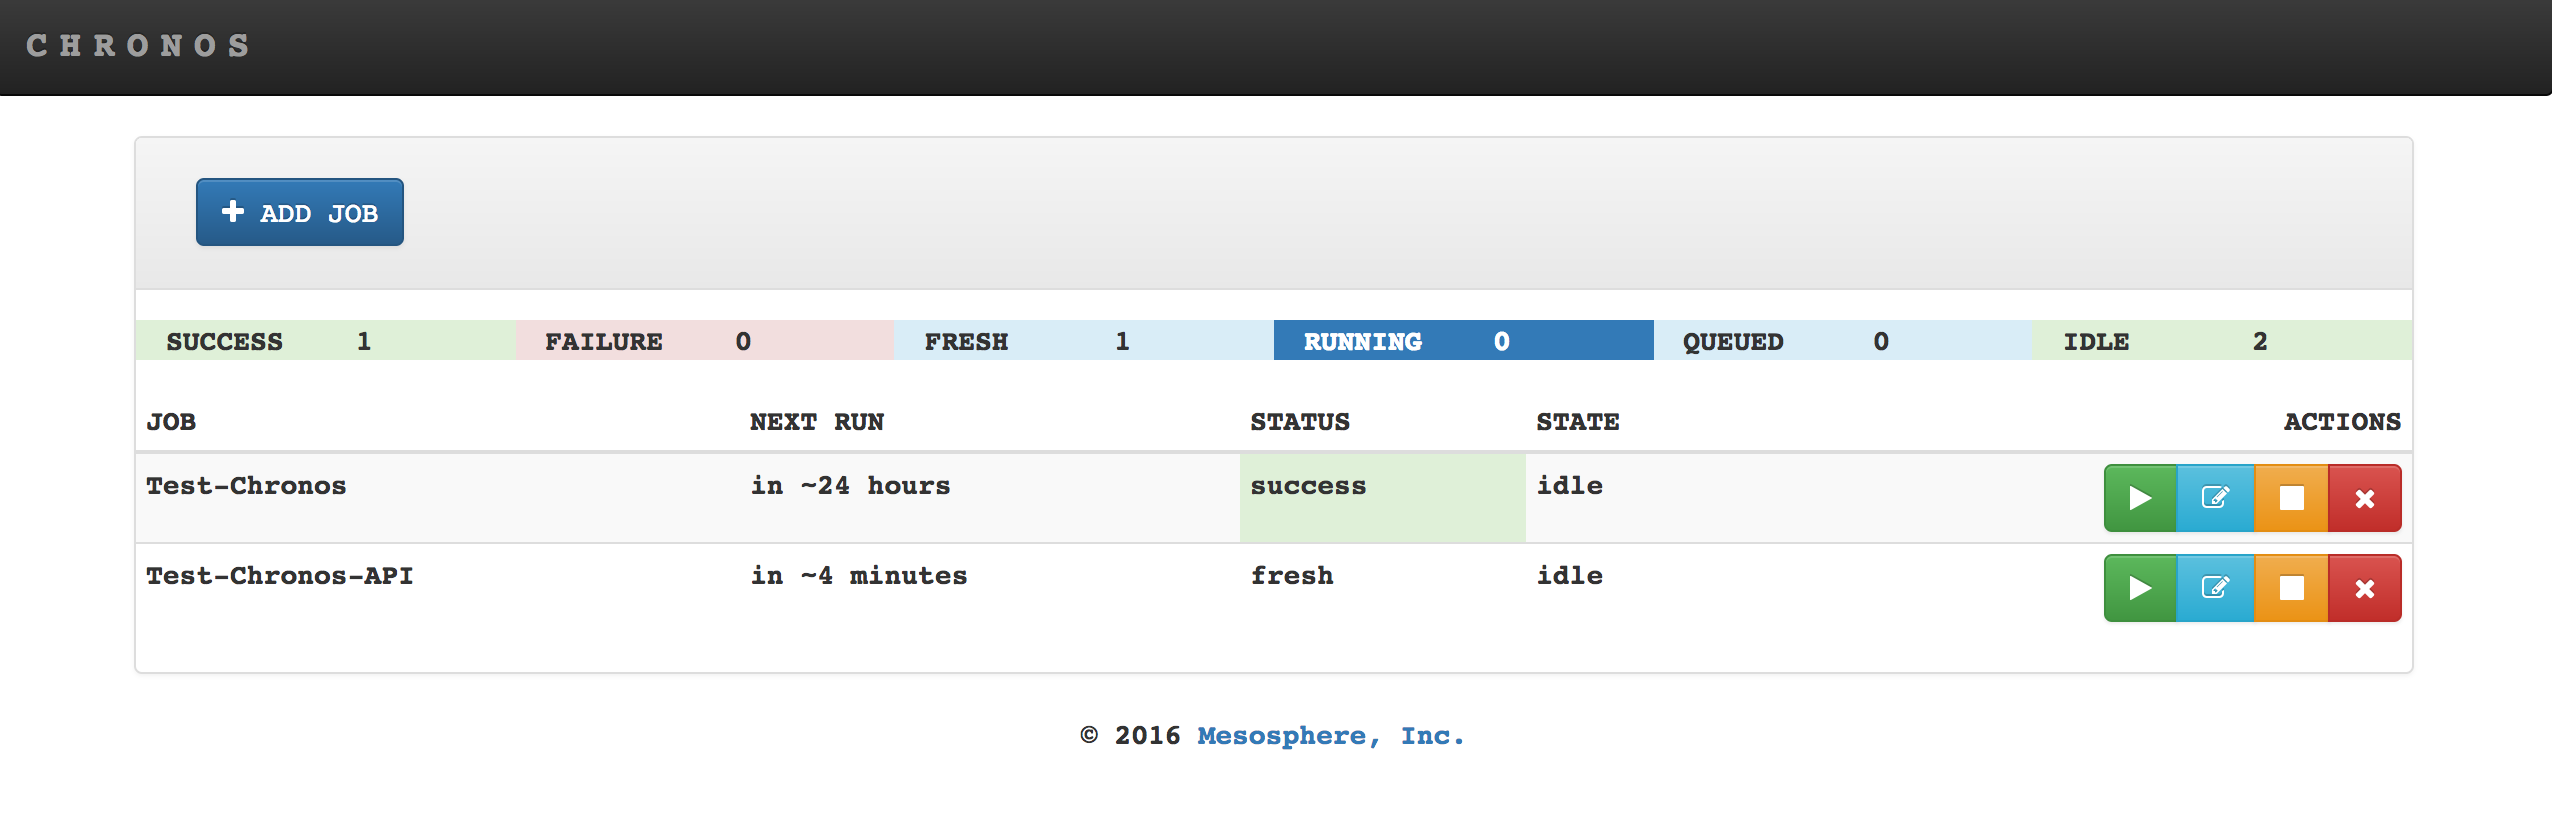 CHRONOS
ADD JOB
SUCCESS 1 FAILURE 0 FRESH 1 RUNNING 0 QUEUED 0 IDLE 2
JOB NEXT RUN STATUS STATE ACTIONS
Test-Chronos in ~24 hours success idle
Test-Chronos-API in ~4 minutes fresh idle
© 2016 Mesosphere, Inc.